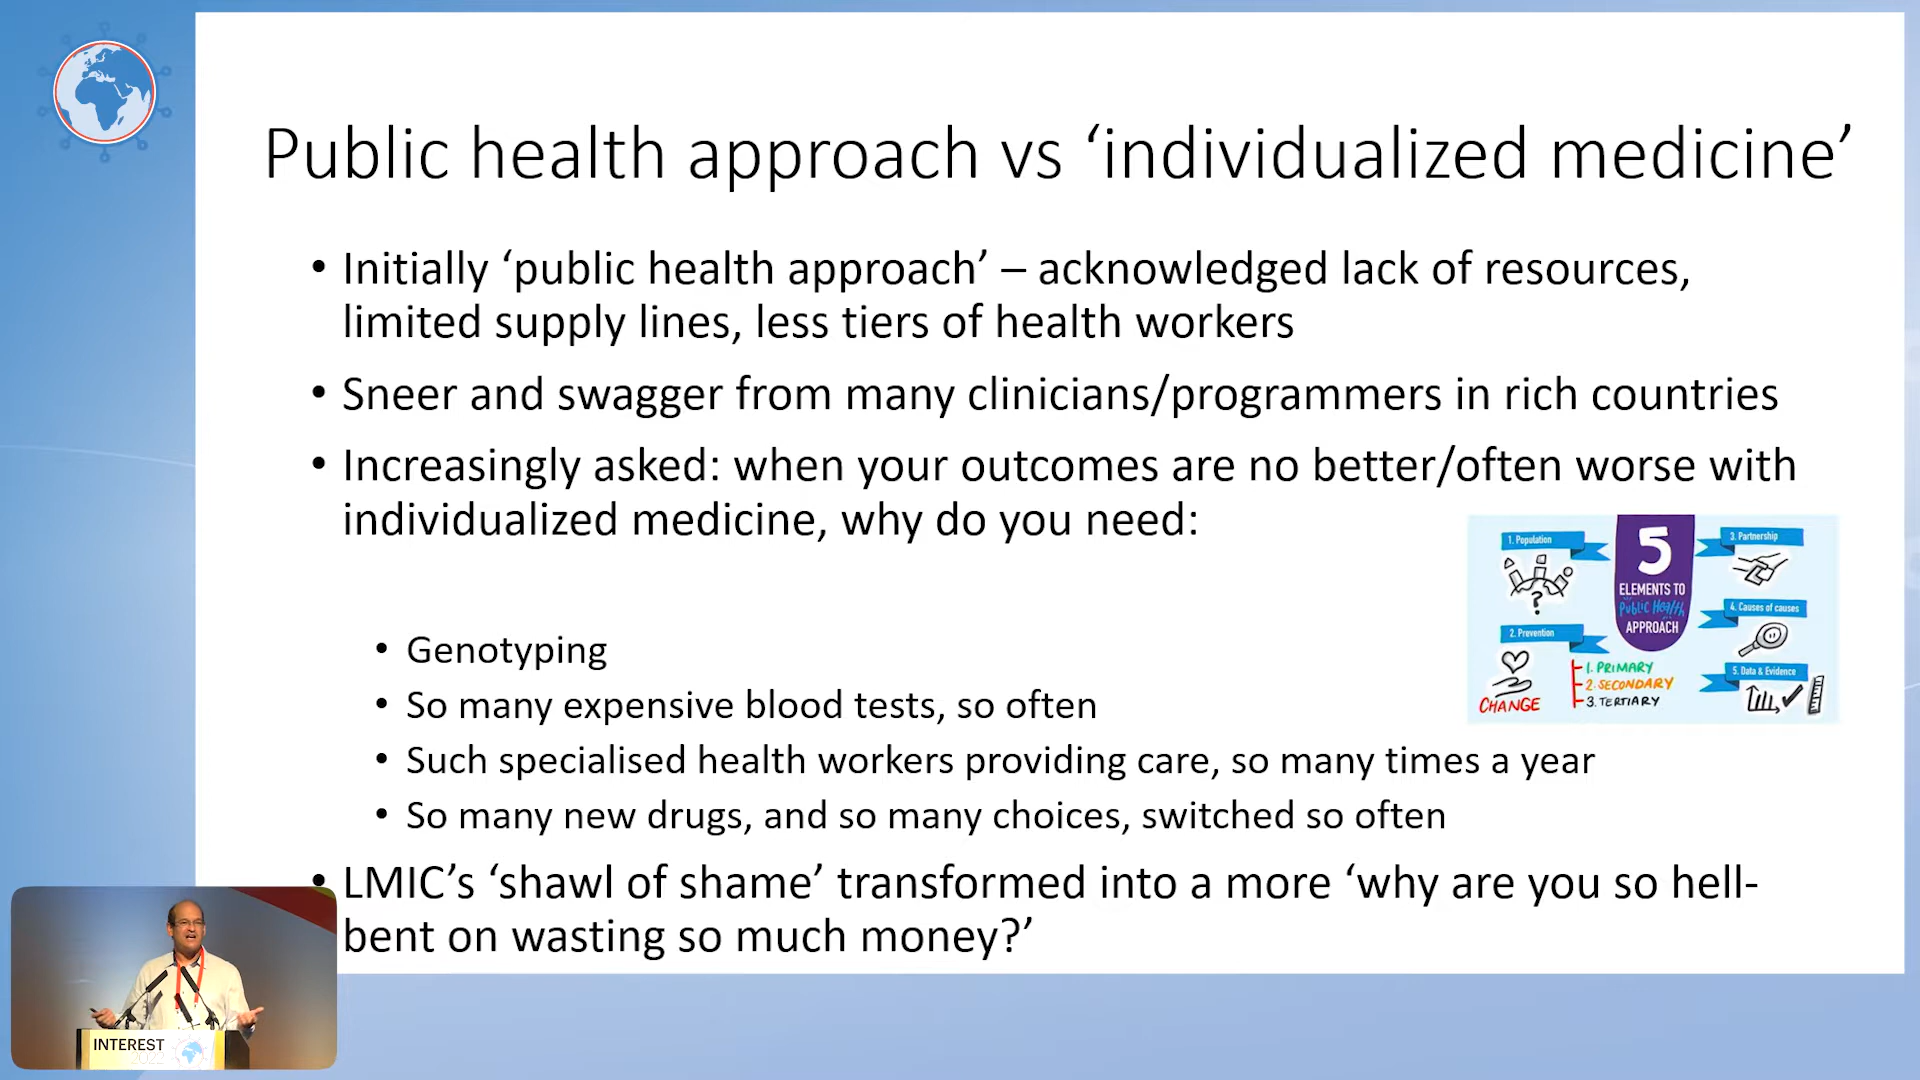 Public health approach vs ‘individualized medicine’
• Initially ‘public health approach’ – acknowledged lack of resources,
limited supply lines, less tiers of health workers
• Sneer and swagger from many clinicians/programmers in rich countries
• Increasingly asked: when your outcomes are no better/often worse with
individualized medicine, why do you need:
• Genotyping
• So many expensive blood tests, so often
• Such specialised health workers providing care, so many times a year
• So many new drugs, and so many choices, switched so often
• LMIC’s ‘shawl of shame’ transformed into a more ‘why are you so hell-
bent on wasting so much money?’
5
ELEMENTS TO
Public Health
APPROACH
1. Population
?
2. Prevention
CHANGE
1. PRIMARY
2. SECONDARY
3. TERTIARY
3. Partnership
4. Causes of causes
5. Data & Evidence
INTEREST
2022